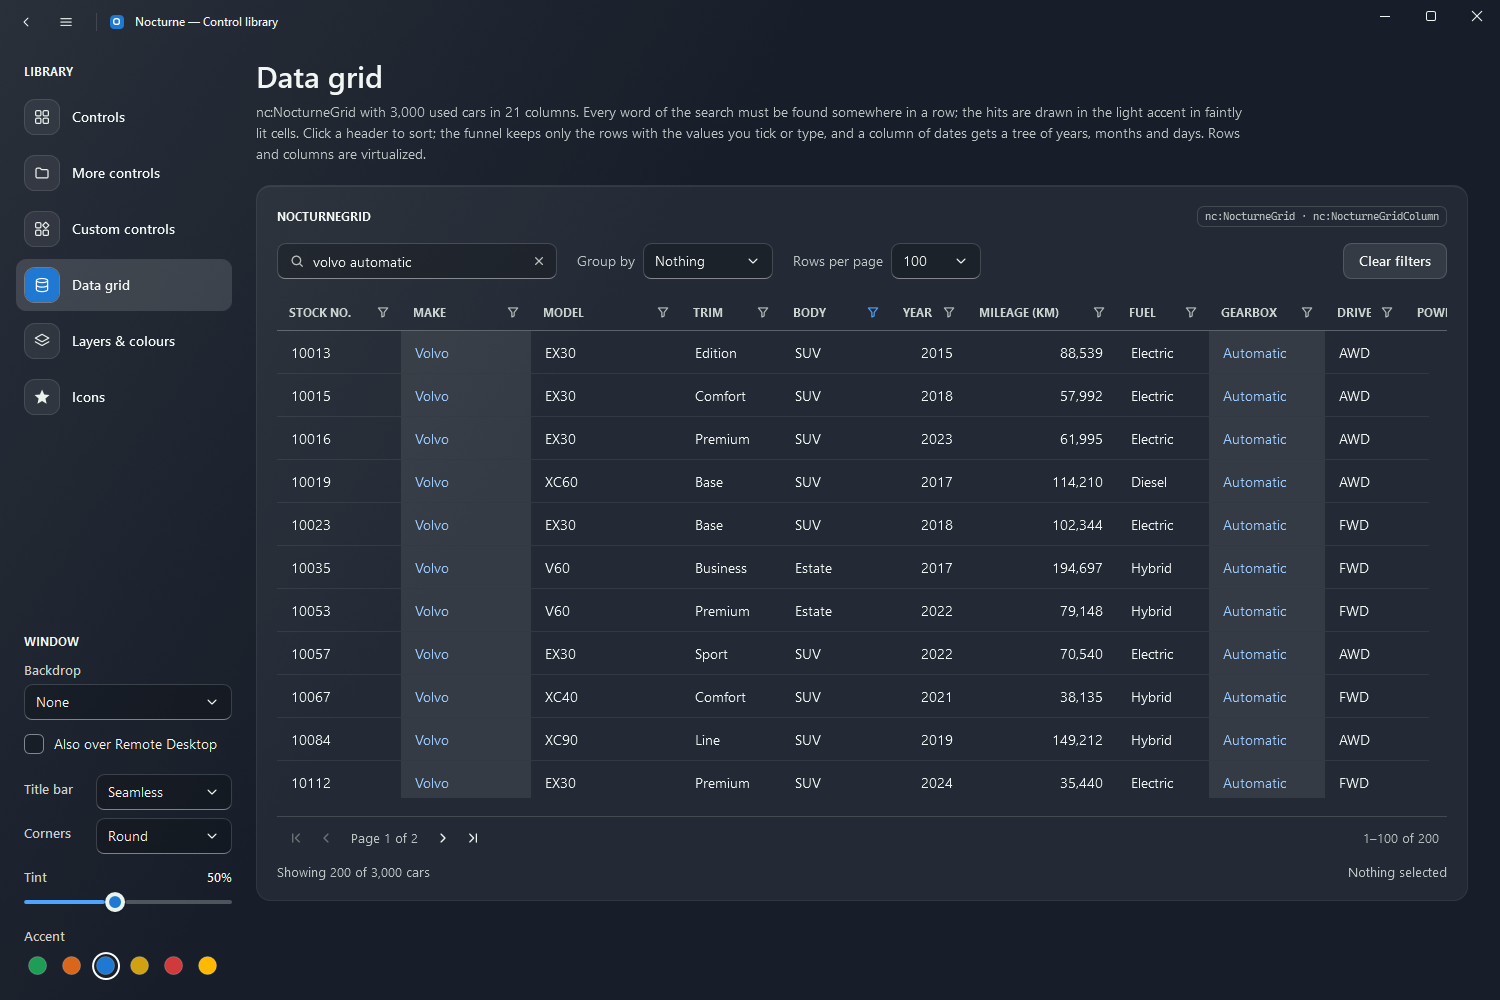 Nocturne — Control library
LIBRARY
Controls
More controls
Custom controls
Data grid
Layers & colours
Icons
WINDOW
Backdrop
None
Also over Remote Desktop
Title bar
Seamless
Corners
Round
Tint
50%
Accent
Data grid
nc:NocturneGrid with 3,000 used cars in 21 columns. Every word of the search must be found somewhere in a row; the hits are drawn in the light accent in faintly
lit cells. Click a header to sort; the funnel keeps only the rows with the values you tick or type, and a column of dates gets a tree of years, months and days. Rows
and columns are virtualized.
NOCTURNEGRID
nc:NocturneGrid · nc:NocturneGridColumn
volvo automatic
Group by
Nothing
Rows per page
100
Clear filters
STOCK NO. MAKE MODEL TRIM BODY YEAR MILEAGE (KM) FUEL GEARBOX DRIVE
10013 Volvo EX30 Edition SUV 2015 88,539 Electric Automatic AWD
10015 Volvo EX30 Comfort SUV 2018 57,992 Electric Automatic AWD
10016 Volvo EX30 Premium SUV 2023 61,995 Electric Automatic AWD
10019 Volvo XC60 Base SUV 2017 114,210 Diesel Automatic AWD
10023 Volvo EX30 Base SUV 2018 102,344 Electric Automatic FWD
10035 Volvo V60 Business Estate 2017 194,697 Hybrid Automatic FWD
10053 Volvo V60 Premium Estate 2022 79,148 Hybrid Automatic FWD
10057 Volvo EX30 Sport SUV 2022 70,540 Electric Automatic AWD
10067 Volvo XC40 Comfort SUV 2021 38,135 Hybrid Automatic FWD
10084 Volvo XC90 Line SUV 2019 149,212 Hybrid Automatic AWD
10112 Volvo EX30 Premium SUV 2024 35,440 Electric Automatic FWD
Page 1 of 2
1–100 of 200
Showing 200 of 3,000 cars
Nothing selected